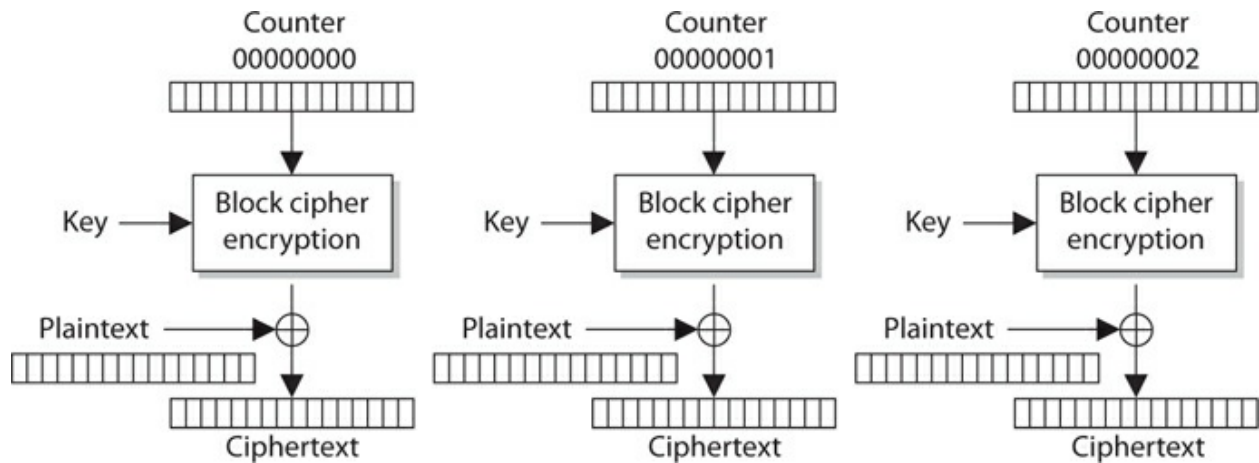 Counter
00000000
Counter
00000001
Counter
00000002
Key
Block cipher
encryption
Key
Block cipher
encryption
Key
Block cipher
encryption
Plaintext
Plaintext
Plaintext
Ciphertext
Ciphertext
Ciphertext